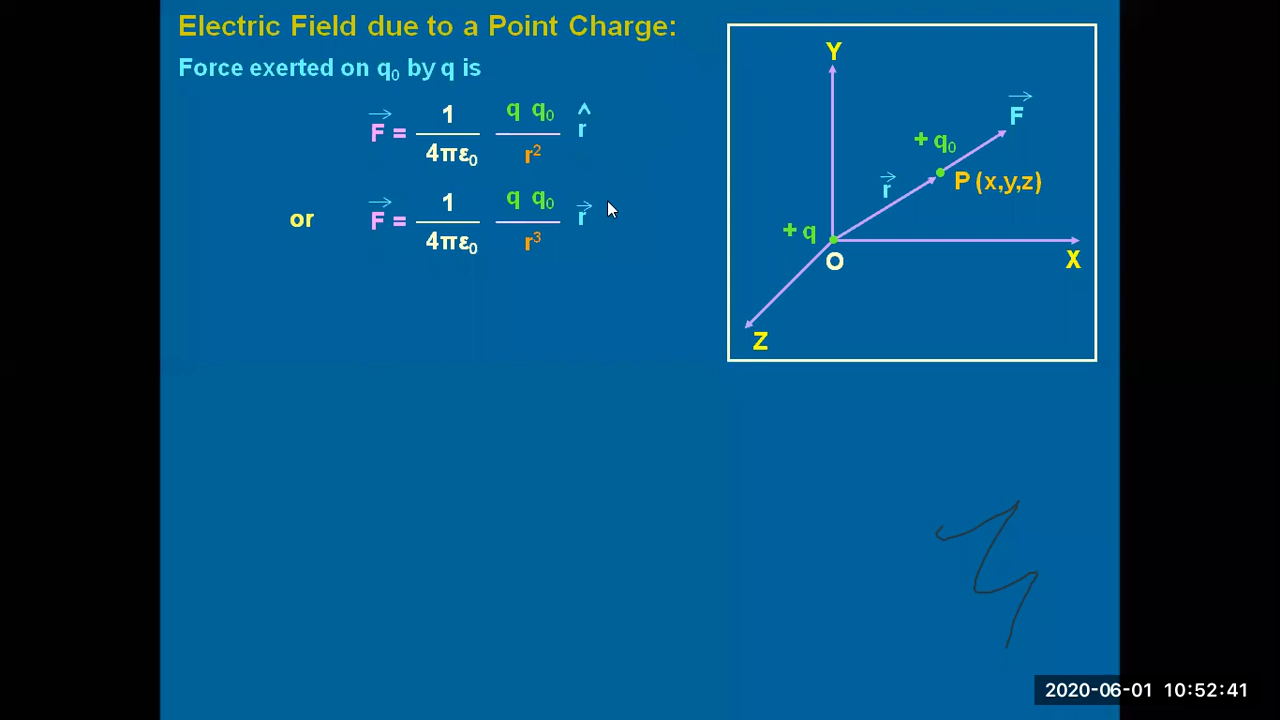 Electric Field due to a Point Charge:
Force exerted on q₀ by q is
→F = 1/4πε₀ q q₀/r² r̂
or →F = 1/4πε₀ q q₀/r³ →r
Y
→F
+ q₀
P (x,y,z)
→r
+ q
O
X
Z
2020-06-01 10:52:41